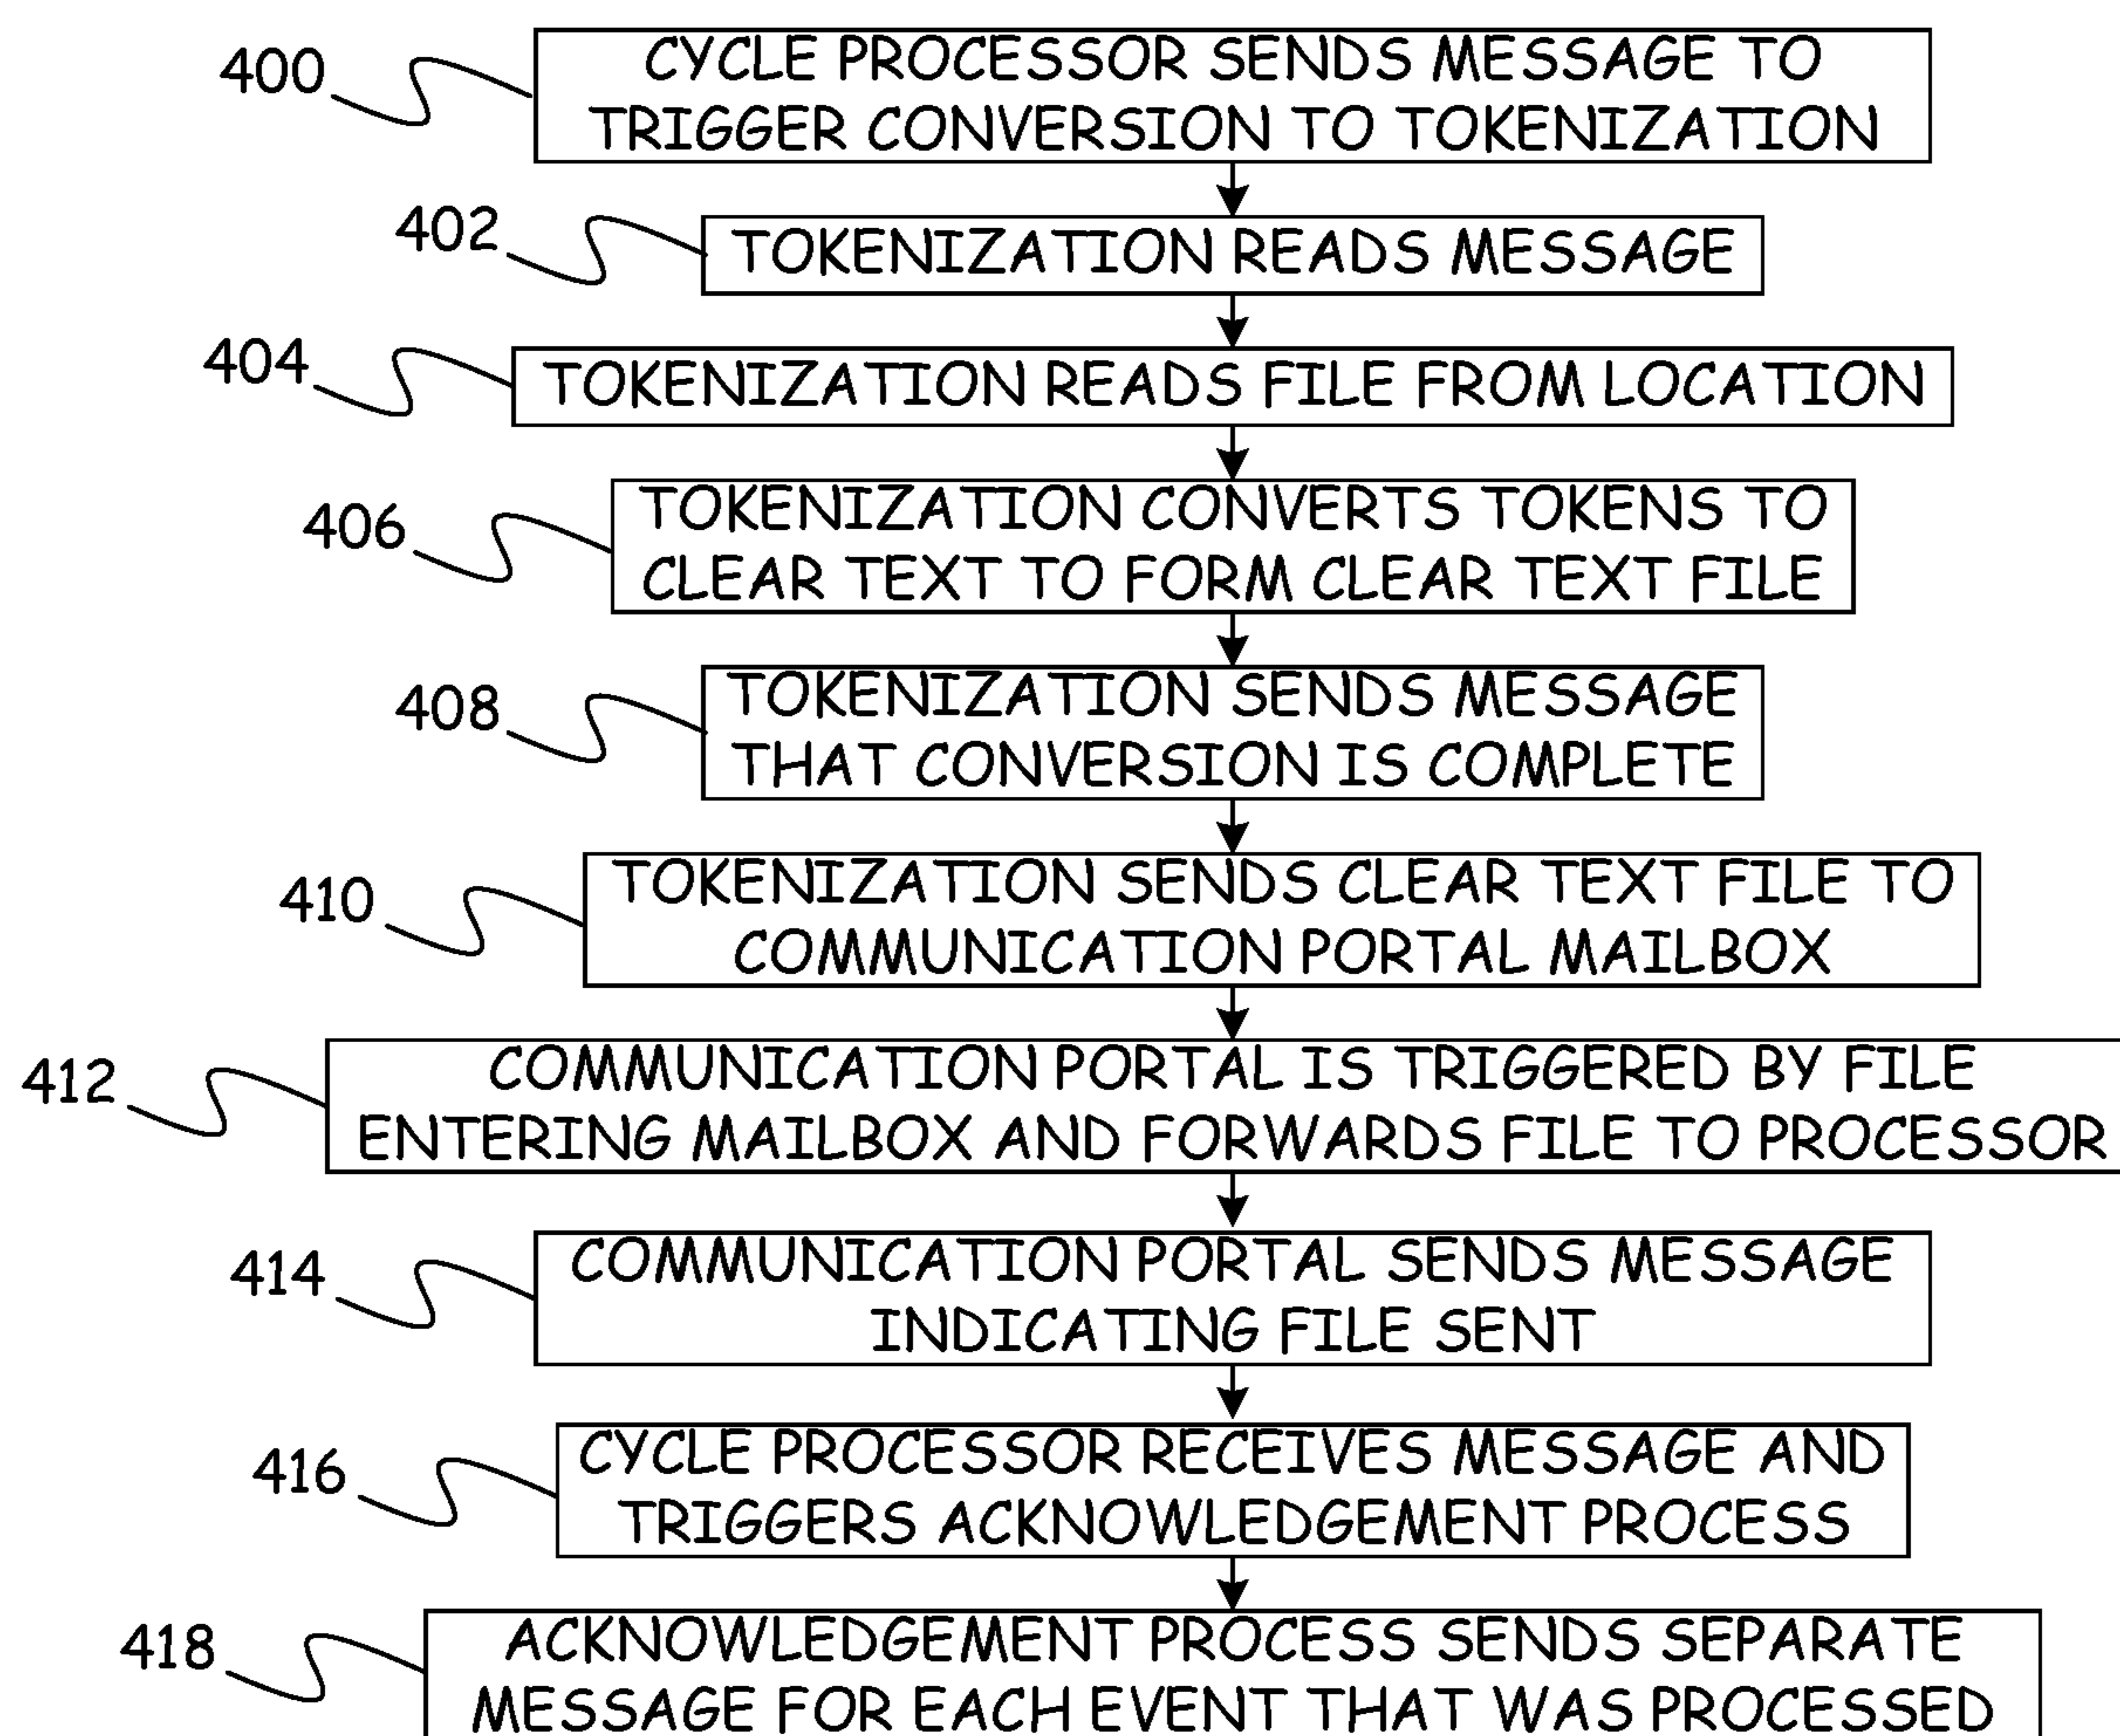 400
CYCLE PROCESSOR SENDS MESSAGE TO
TRIGGER CONVERSION TO TOKENIZATION
402
TOKENIZATION READS MESSAGE
404
TOKENIZATION READS FILE FROM LOCATION
406
TOKENIZATION CONVERTS TOKENS TO
CLEAR TEXT TO FORM CLEAR TEXT FILE
408
TOKENIZATION SENDS MESSAGE
THAT CONVERSION IS COMPLETE
410
TOKENIZATION SENDS CLEAR TEXT FILE TO
COMMUNICATION PORTAL MAILBOX
412
COMMUNICATION PORTAL IS TRIGGERED BY FILE
ENTERING MAILBOX AND FORWARDS FILE TO PROCESSOR
414
COMMUNICATION PORTAL SENDS MESSAGE
INDICATING FILE SENT
416
CYCLE PROCESSOR RECEIVES MESSAGE AND
TRIGGERS ACKNOWLEDGEMENT PROCESS
418
ACKNOWLEDGEMENT PROCESS SENDS SEPARATE
MESSAGE FOR EACH EVENT THAT WAS PROCESSED